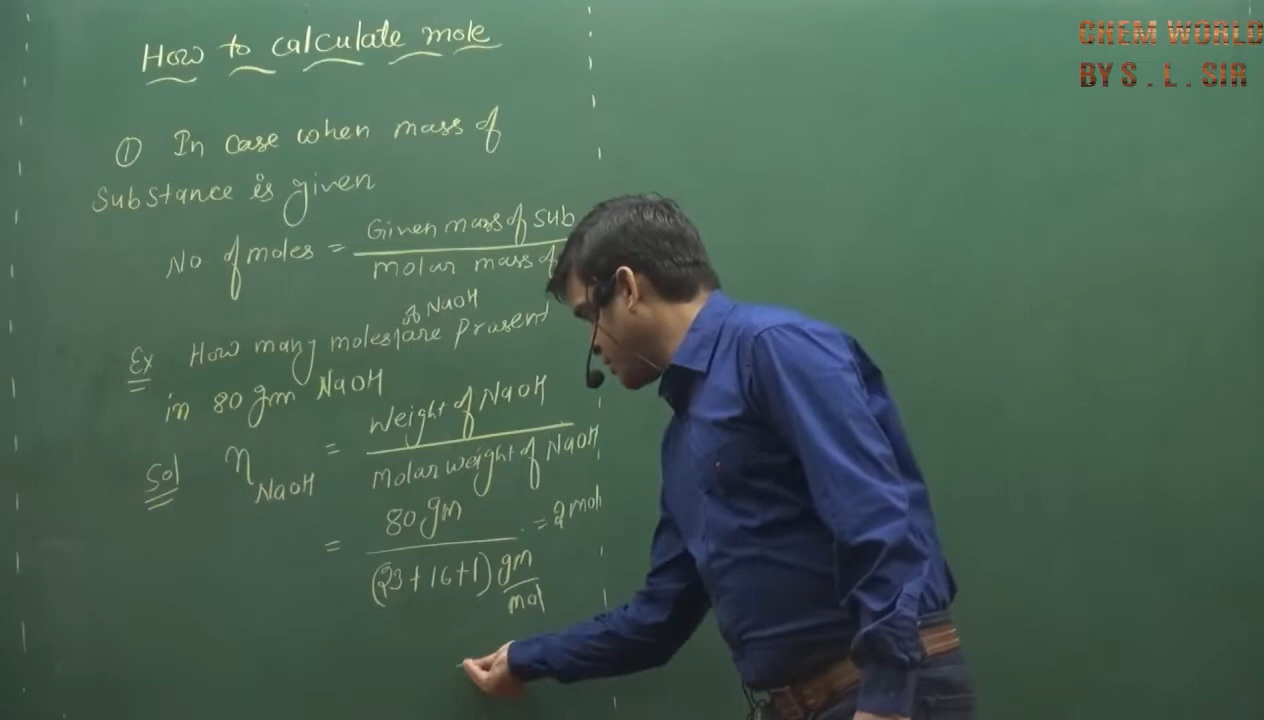 How to calculate mole
CHEM WORLD
BY S . L . SIR
① In case when mass of
Substance is given
No of moles = Given mass of sub
molar mass of
of NaOH
Ex How many moles are prasent
in 80 gm NaOH
Sol η NaOH = Weight of NaOH
Molar weight of NaOH
= 80 gm = 2 mol
(23+16+1) gm
mol